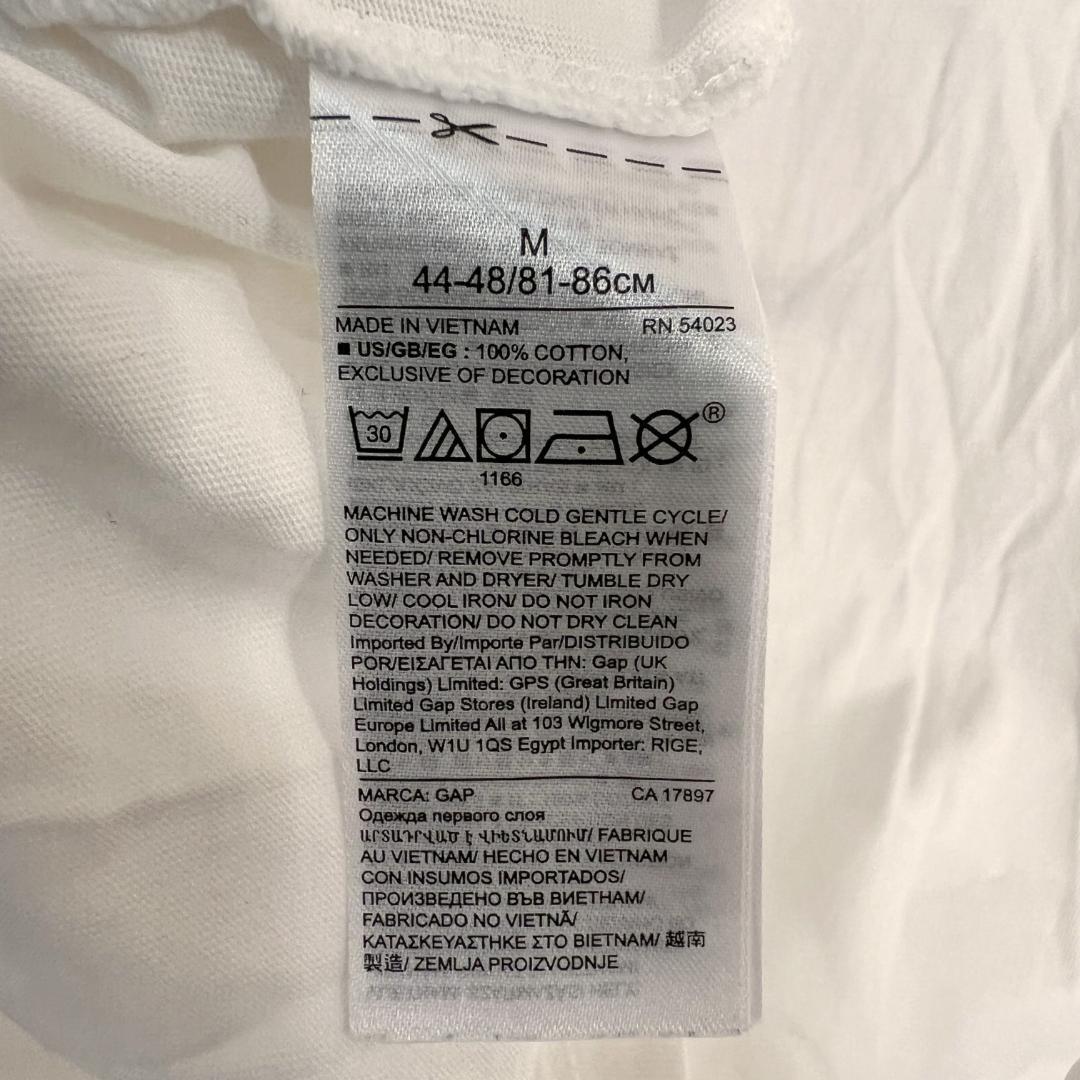 M
44-48/81-86СМ
MADE IN VIETNAM RN 54023
■ US/GB/EG : 100% COTTON,
EXCLUSIVE OF DECORATION
30
®
1166
MACHINE WASH COLD GENTLE CYCLE/
ONLY NON-CHLORINE BLEACH WHEN
NEEDED/ REMOVE PROMPTLY FROM
WASHER AND DRYER/ TUMBLE DRY
LOW/ COOL IRON/ DO NOT IRON
DECORATION/ DO NOT DRY CLEAN
Imported By/Importe Par/DISTRIBUIDO
POR/ΕΙΣΑΓΕΤΑΙ ΑΠΟ ΤΗΝ: Gap (UK
Holdings) Limited: GPS (Great Britain)
Limited Gap Stores (Ireland) Limited Gap
Europe Limited All at 103 Wigmore Street,
London, W1U 1QS Egypt Importer: RIGE,
LLC
MARCA: GAP CA 17897
Одежда первого слоя
ԱՐՏԱԴՐՎԱԾ Է ՎԻԵՏՆԱՄՈՒՄ/ FABRIQUE
AU VIETNAM/ HECHO EN VIETNAM
CON INSUMOS IMPORTADOS/
ПРОИЗВЕДЕНО ВЪВ ВИЕТНАМ/
FABRICADO NO VIETNÃ/
ΚΑΤΑΣΚΕΥΑΣΤΗΚΕ ΣΤΟ ΒΙΕΤΝΑΜ/ 越南
製造/ ZEMLJA PROIZVODNJE